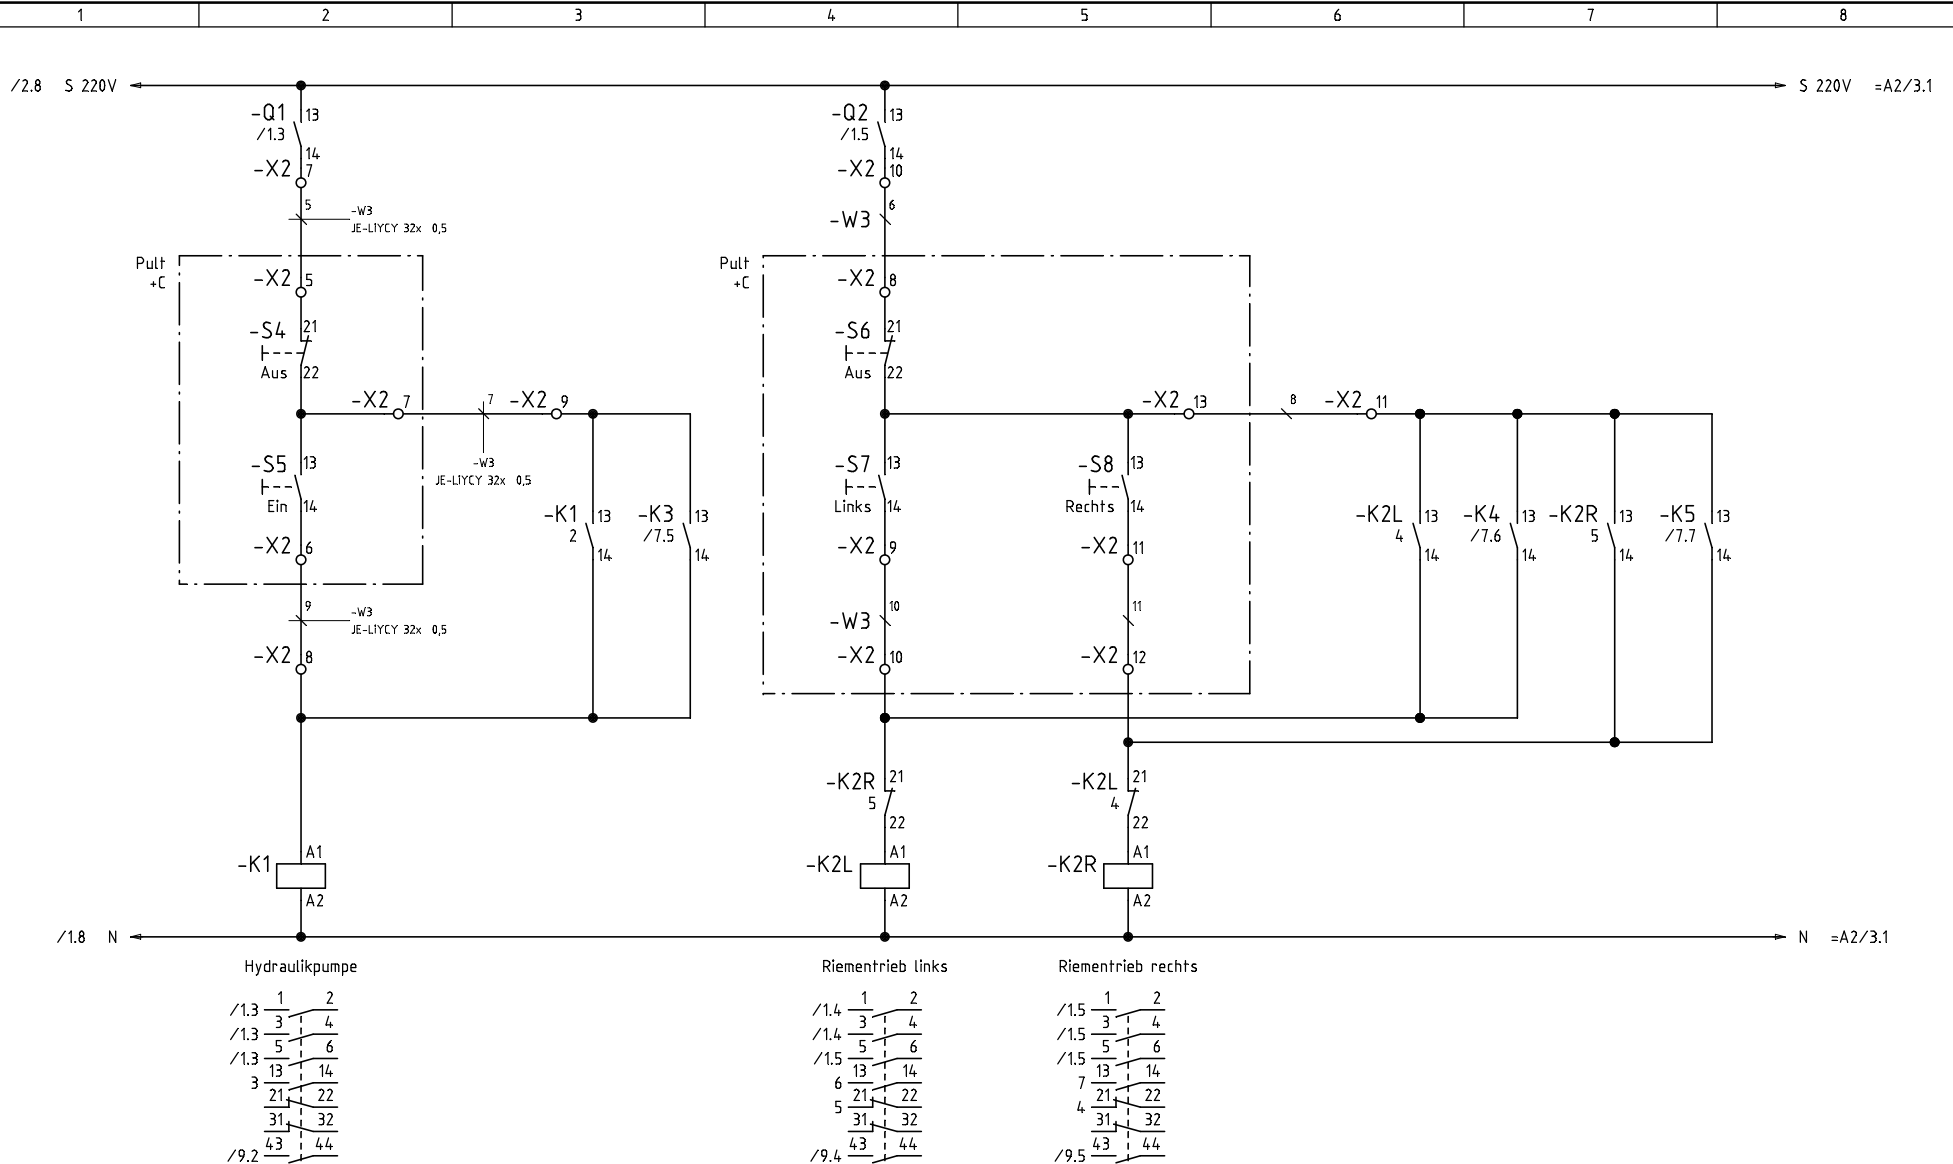 1 2 3 4 5 6 7 8
/2.8 S 220V S 220V =A2/3.1
-Q1 13 -Q2 13
/1.3 /1.5
14 14
-X2 7 -X2 10
5 6
-W3 -W3
JE-LiYCY 32x 0,5
Pult Pult
+C +C
-X2 5 -X2 8
-S4 21 -S6 21
Aus 22 Aus 22
-X2 7 7 -X2 9 -X2 13 8 -X2 11
-W3
JE-LiYCY 32x 0,5
-S5 13 -S7 13 -S8 13
Ein 14 Links 14 Rechts 14
-K1 13 -K3 13 -K2L 13 -K4 13 -K2R 13 -K5 13
2 /7.5 4 /7.6 5 /7.7
14 14 14 14 14 14
-X2 6 -X2 9 -X2 11
9 10 11
-W3 -W3
JE-LiYCY 32x 0,5
-X2 8 -X2 10 -X2 12
-K2R 21 -K2L 21
5 4
22 22
A1 A1 A1
-K1 -K2L -K2R
A2 A2 A2
/1.8 N N =A2/3.1
Hydraulikpumpe Riementrieb links Riementrieb rechts
/1.3 1 2 /1.4 1 2 /1.5 1 2
/1.3 3 4 /1.4 3 4 /1.5 3 4
/1.3 5 6 /1.5 5 6 /1.5 5 6
3 13 14 6 13 14 7 13 14
21 22 5 21 22 4 21 22
31 32 31 32 31 32
/9.2 43 44 /9.4 43 44 /9.5 43 44